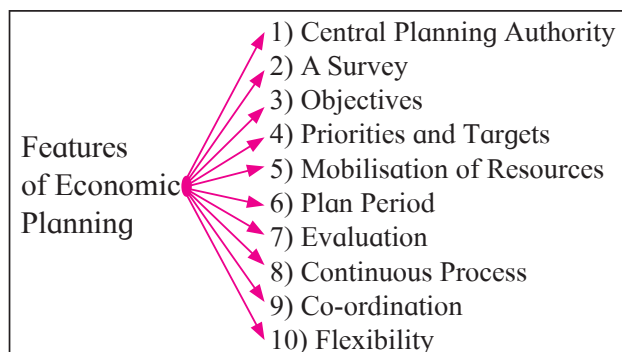 Features
of Economic
Planning
1) Central Planning Authority
2) A Survey
3) Objectives
4) Priorities and Targets
5) Mobilisation of Resources
6) Plan Period
7) Evaluation
8) Continuous Process
9) Co-ordination
10) Flexibility